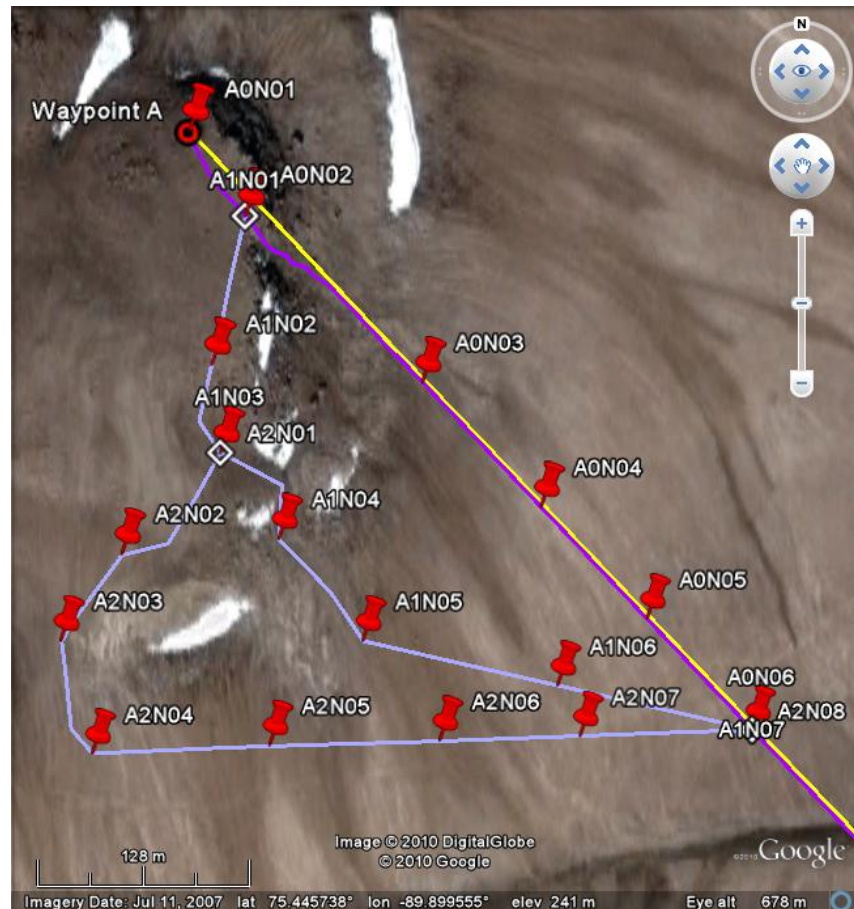 N
A0N01
Waypoint A
A1N01 A0N02
A1N02
A0N03
A1N03
A2N01
A0N04
A2N02
A1N04
A0N05
A2N03
A1N05
A1N06
A0N06
A2N04
A2N05
A2N06
A2N07
A2N08
A1N07
128 m
Image © 2010 DigitalGlobe
© 2010 Google
©2010 Google
Imagery Date: Jul 11, 2007 lat 75.445738° lon -89.899555° elev 241 m Eye alt 678 m